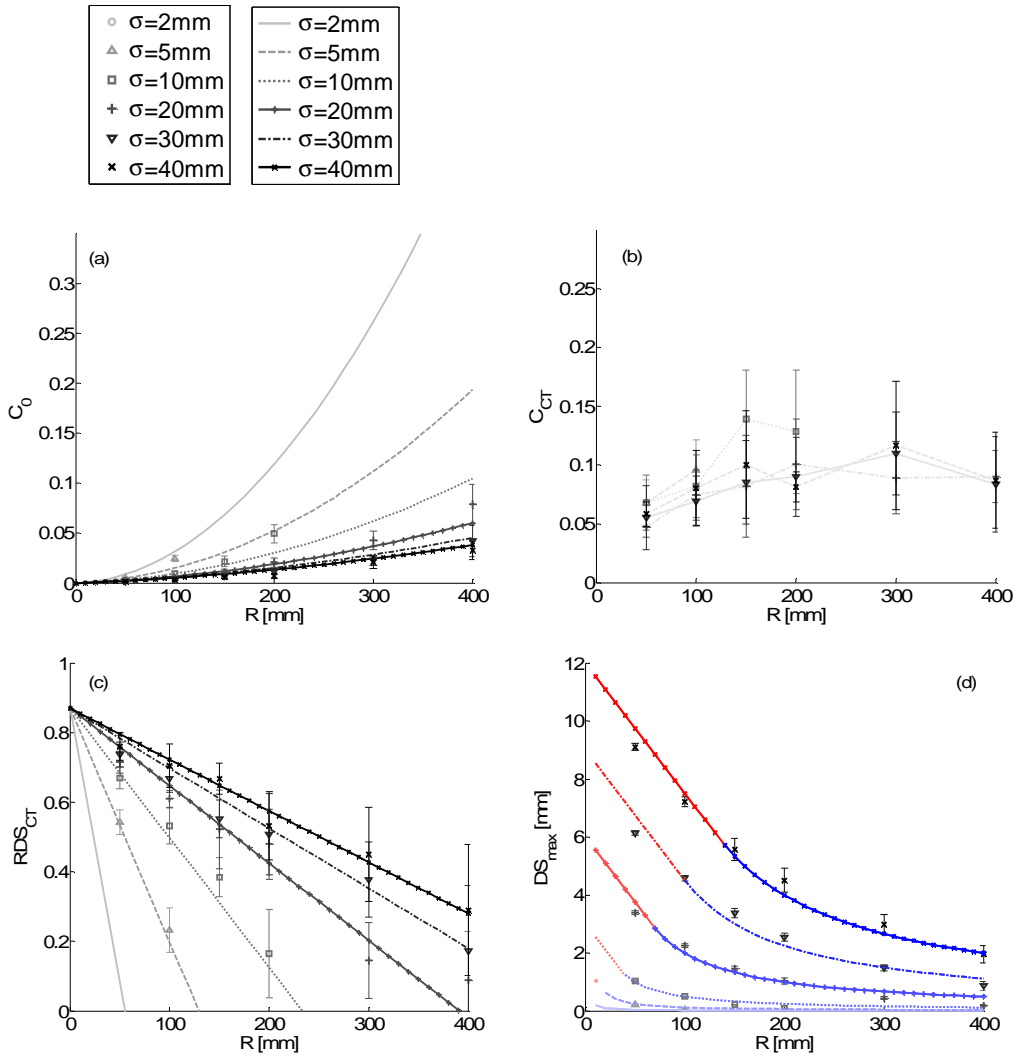 σ=2mm
σ=5mm
σ=10mm
σ=20mm
σ=30mm
σ=40mm
σ=2mm
σ=5mm
σ=10mm
σ=20mm
σ=30mm
σ=40mm
(a)
0.3
0.25
0.2
0.15
0.1
0.05
0
C0
100 200 300 400
R [mm]
(b)
0.25
0.2
0.15
0.1
0.05
0
CCT
0 100 200 300 400
R [mm]
(c)
1
0.8
0.6
0.4
0.2
0
RDSCT
0 100 200 300 400
R [mm]
(d)
12
10
8
6
4
2
0
DSmax [mm]
0 100 200 300 400
R [mm]